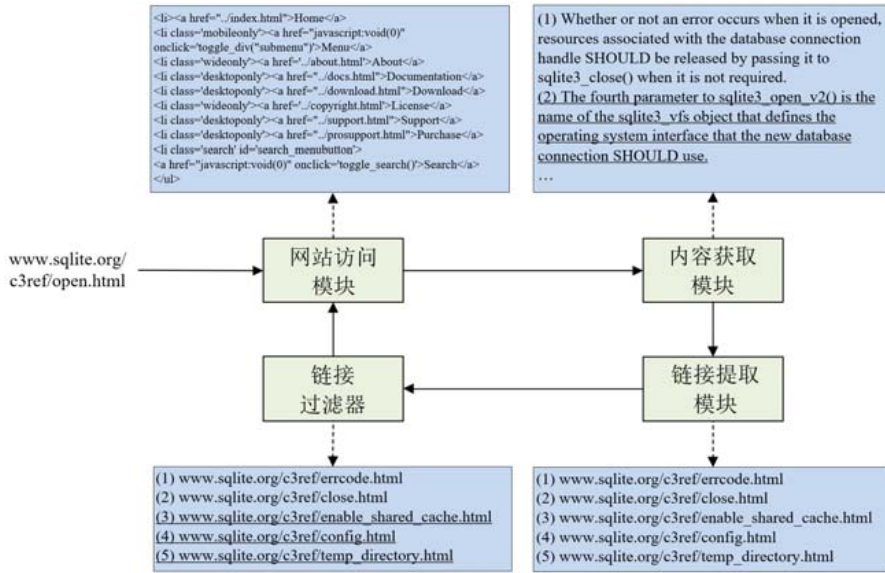 <li><a href="../index.html">Home</a>
<li class='mobileonly'><a href="javascript:void(0)"
onclick='toggle_div("submenu")'>Menu</a>
<li class='wideonly'><a href='../about.html'>About</a>
<li class='desktoponly'><a href="../docs.html">Documentation</a>
<li class='desktoponly'><a href="../download.html">Download</a>
<li class='wideonly'><a href='../copyright.html'>License</a>
<li class='desktoponly'><a href="../support.html">Support</a>
<li class='desktoponly'><a href="../prosupport.html">Purchase</a>
<li class='search' id='search_menubutton'>
<a href="javascript:void(0)" onclick='toggle_search()'>Search</a>
</ul>
(1) Whether or not an error occurs when it is opened,
resources associated with the database connection
handle SHOULD be released by passing it to
sqlite3_close() when it is not required.
(2) The fourth parameter to sqlite3_open_v2() is the
name of the sqlite3_vfs object that defines the
operating system interface that the new database
connection SHOULD use.
…
www.sqlite.org/
c3ref/open.html
网站访问
模块
内容获取
模块
链接
过滤器
链接提取
模块
(1) www.sqlite.org/c3ref/errcode.html
(2) www.sqlite.org/c3ref/close.html
(3) www.sqlite.org/c3ref/enable_shared_cache.html
(4) www.sqlite.org/c3ref/config.html
(5) www.sqlite.org/c3ref/temp_directory.html
(1) www.sqlite.org/c3ref/errcode.html
(2) www.sqlite.org/c3ref/close.html
(3) www.sqlite.org/c3ref/enable_shared_cache.html
(4) www.sqlite.org/c3ref/config.html
(5) www.sqlite.org/c3ref/temp_directory.html